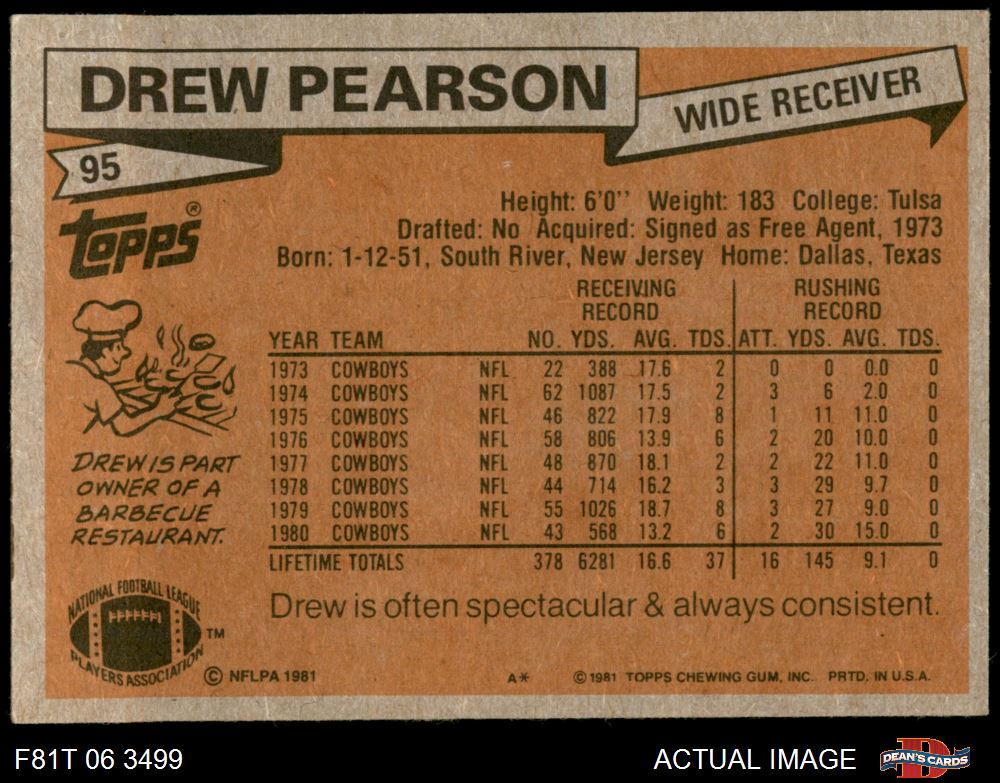 DREW PEARSON
WIDE RECEIVER
95
topps®
Height: 6'0'' Weight: 183 College: Tulsa
Drafted: No Acquired: Signed as Free Agent, 1973
Born: 1-12-51, South River, New Jersey Home: Dallas, Texas
RECEIVING RECORD RUSHING RECORD
YEAR TEAM NO. YDS. AVG. TDS. ATT. YDS. AVG. TDS.
1973 COWBOYS NFL 22 388 17.6 2 0 0 0.0 0
1974 COWBOYS NFL 62 1087 17.5 2 3 6 2.0 0
1975 COWBOYS NFL 46 822 17.9 8 1 11 11.0 0
1976 COWBOYS NFL 58 806 13.9 6 2 20 10.0 0
1977 COWBOYS NFL 48 870 18.1 2 2 22 11.0 0
1978 COWBOYS NFL 44 714 16.2 3 3 29 9.7 0
1979 COWBOYS NFL 55 1026 18.7 8 3 27 9.0 0
1980 COWBOYS NFL 43 568 13.2 6 2 30 15.0 0
LIFETIME TOTALS 378 6281 16.6 37 16 145 9.1 0
DREW IS PART
OWNER OF A
BARBECUE
RESTAURANT.
Drew is often spectacular & always consistent.
NATIONAL FOOTBALL LEAGUE
PLAYERS ASSOCIATION
TM
© NFLPA 1981
A*
© 1981 TOPPS CHEWING GUM, INC. PRTD. IN U.S.A.
F81T 06 3499
ACTUAL IMAGE
D
DEAN'S CARDS